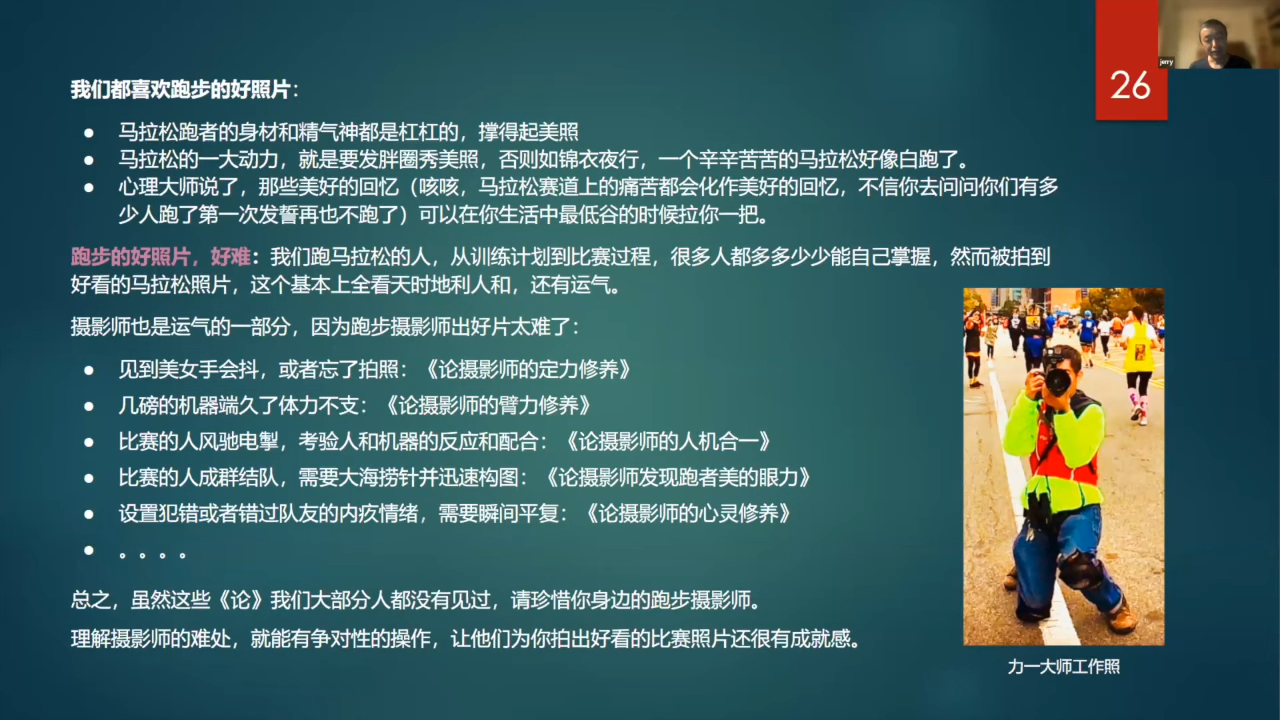 26
jerry
我们都喜欢跑步的好照片：
● 马拉松跑者的身材和精气神都是杠杠的，撑得起美照
● 马拉松的一大动力，就是要发胖圈秀美照，否则如锦衣夜行，一个辛辛苦苦的马拉松好像白跑了。
● 心理大师说了，那些美好的回忆（咳咳，马拉松赛道上的痛苦都会化作美好的回忆，不信你去问问你们有多
少人跑了第一次发誓再也不跑了）可以在你生活中最低谷的时候拉你一把。
跑步的好照片，好难：我们跑马拉松的人，从训练计划到比赛过程，很多人都多多少少能自己掌握，然而被拍到
好看的马拉松照片，这个基本上全看天时地利人和，还有运气。
摄影师也是运气的一部分，因为跑步摄影师出好片太难了：
● 见到美女手会抖，或者忘了拍照：《论摄影师的定力修养》
● 几磅的机器端久了体力不支：《论摄影师的臂力修养》
● 比赛的人风驰电掣，考验人和机器的反应和配合：《论摄影师的人机合一》
● 比赛的人成群结队，需要大海捞针并迅速构图：《论摄影师发现跑者美的眼力》
● 设置犯错或者错过队友的内疚情绪，需要瞬间平复：《论摄影师的心灵修养》
● 。。。。
总之，虽然这些《论》我们大部分人都没有见过，请珍惜你身边的跑步摄影师。
理解摄影师的难处，就能有争对性的操作，让他们为你拍出好看的比赛照片还很有成就感。
力一大师工作照